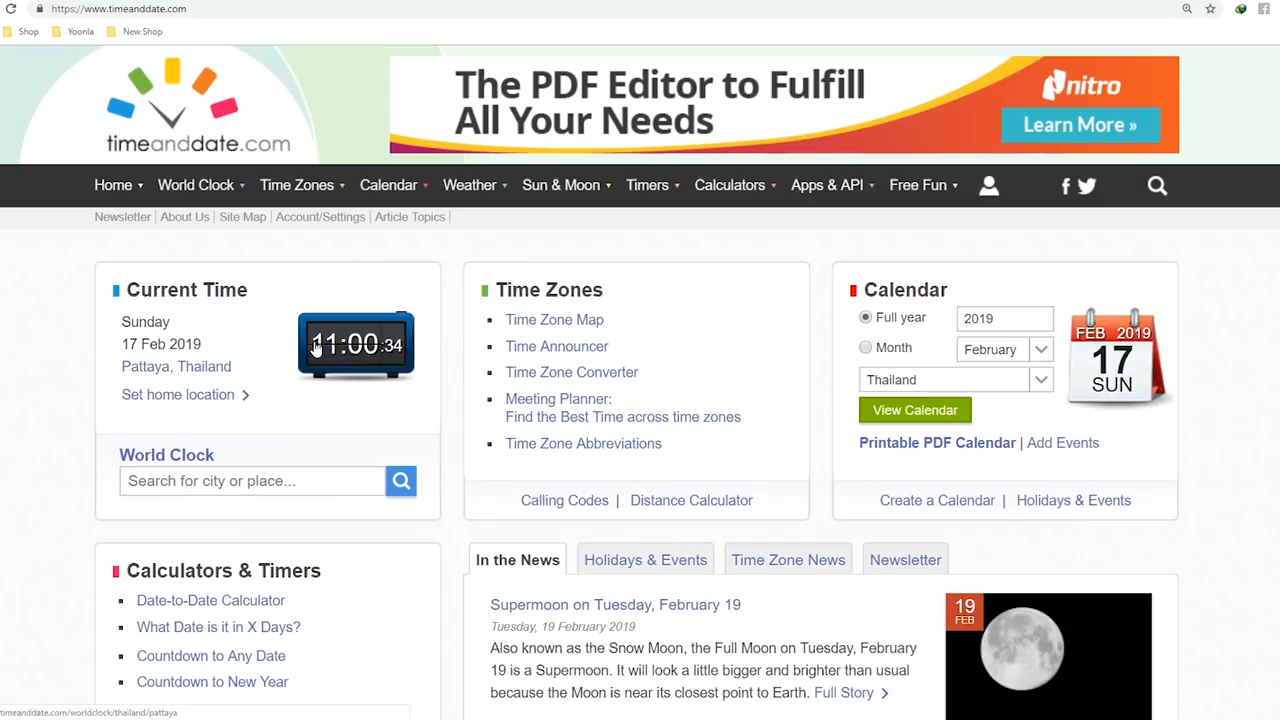 https://www.timeanddate.com
Shop Yoonla New Shop
timeanddate.com
The PDF Editor to Fulfill
All Your Needs
nitro
Learn More »
Home World Clock Time Zones Calendar Weather Sun & Moon Timers Calculators Apps & API Free Fun
Newsletter | About Us | Site Map | Account/Settings | Article Topics |
Current Time
Sunday
17 Feb 2019
Pattaya, Thailand
Set home location
11:00:34
World Clock
Search for city or place...
Time Zones
Time Zone Map
Time Announcer
Time Zone Converter
Meeting Planner:
Find the Best Time across time zones
Time Zone Abbreviations
Calling Codes | Distance Calculator
Calendar
Full year 2019
Month February
Thailand
View Calendar
FEB 2019
17
SUN
Printable PDF Calendar | Add Events
Create a Calendar | Holidays & Events
Calculators & Timers
Date-to-Date Calculator
What Date is it in X Days?
Countdown to Any Date
Countdown to New Year
In the News Holidays & Events Time Zone News Newsletter
Supermoon on Tuesday, February 19
Tuesday, 19 February 2019
Also known as the Snow Moon, the Full Moon on Tuesday, February
19 is a Supermoon. It will look a little bigger and brighter than usual
because the Moon is near its closest point to Earth. Full Story
19
FEB
timeanddate.com/worldclock/thailand/pattaya